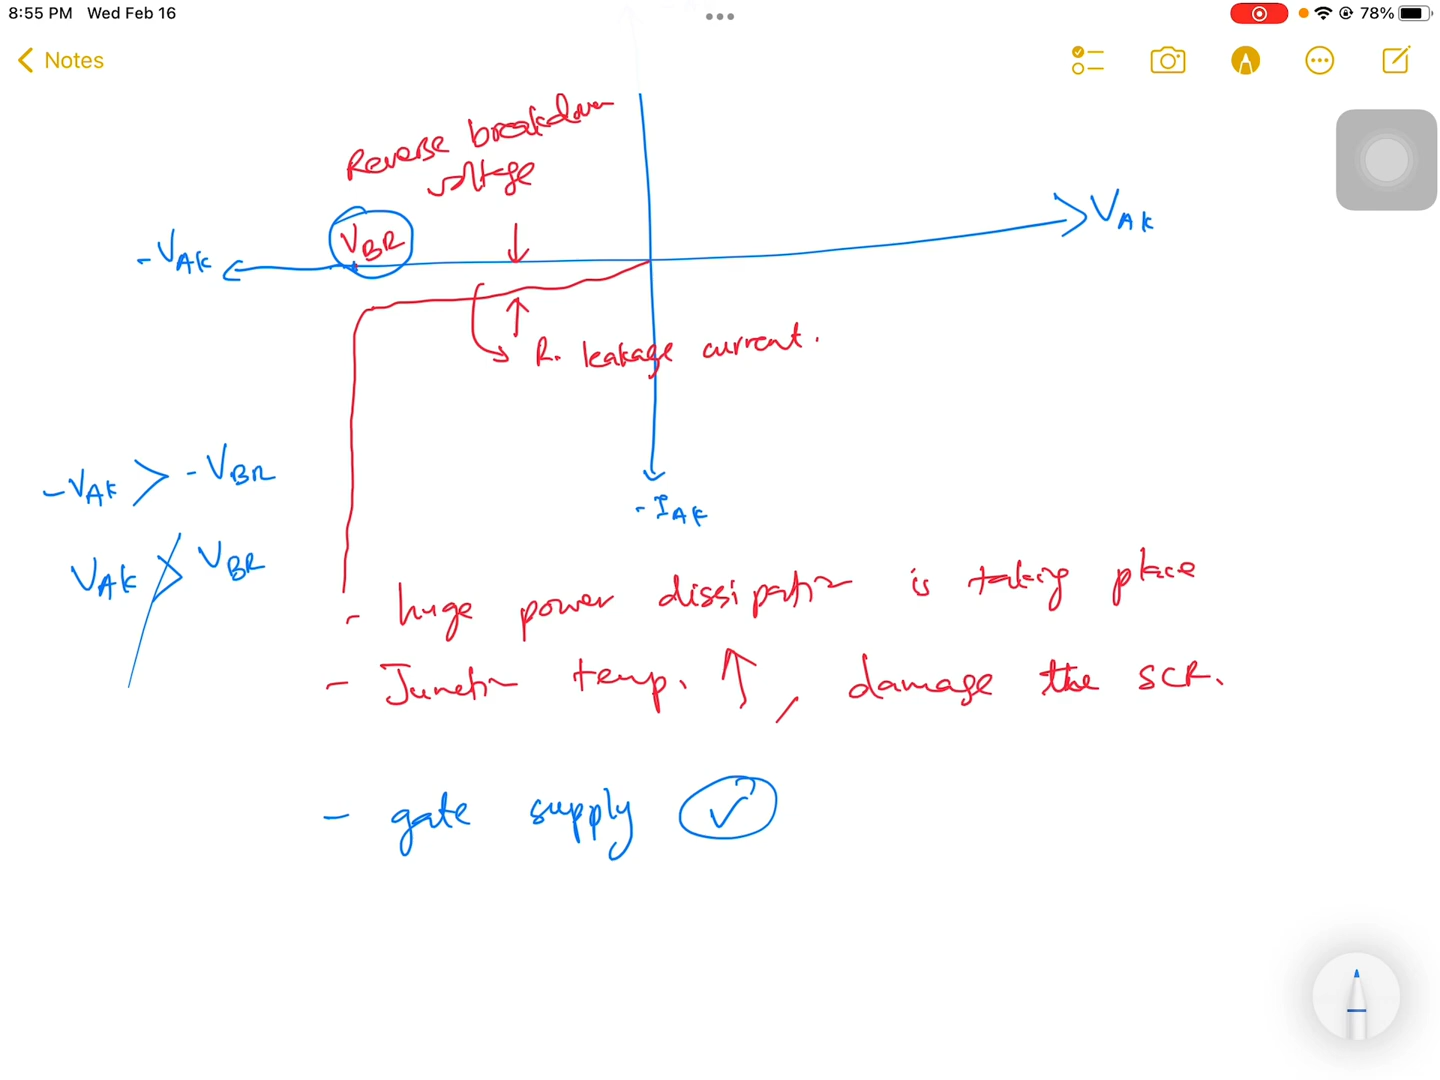 8:55 PM Wed Feb 16
78%
Notes
Reverse breakdown
voltage
VAK
-VAK
VBR
R. leakage current.
-VAK > -VBR
-IAK
VAK > VBR
- huge power dissipation is taking place
- Junction temp. ↑, damage the SCR.
- gate supply ✓